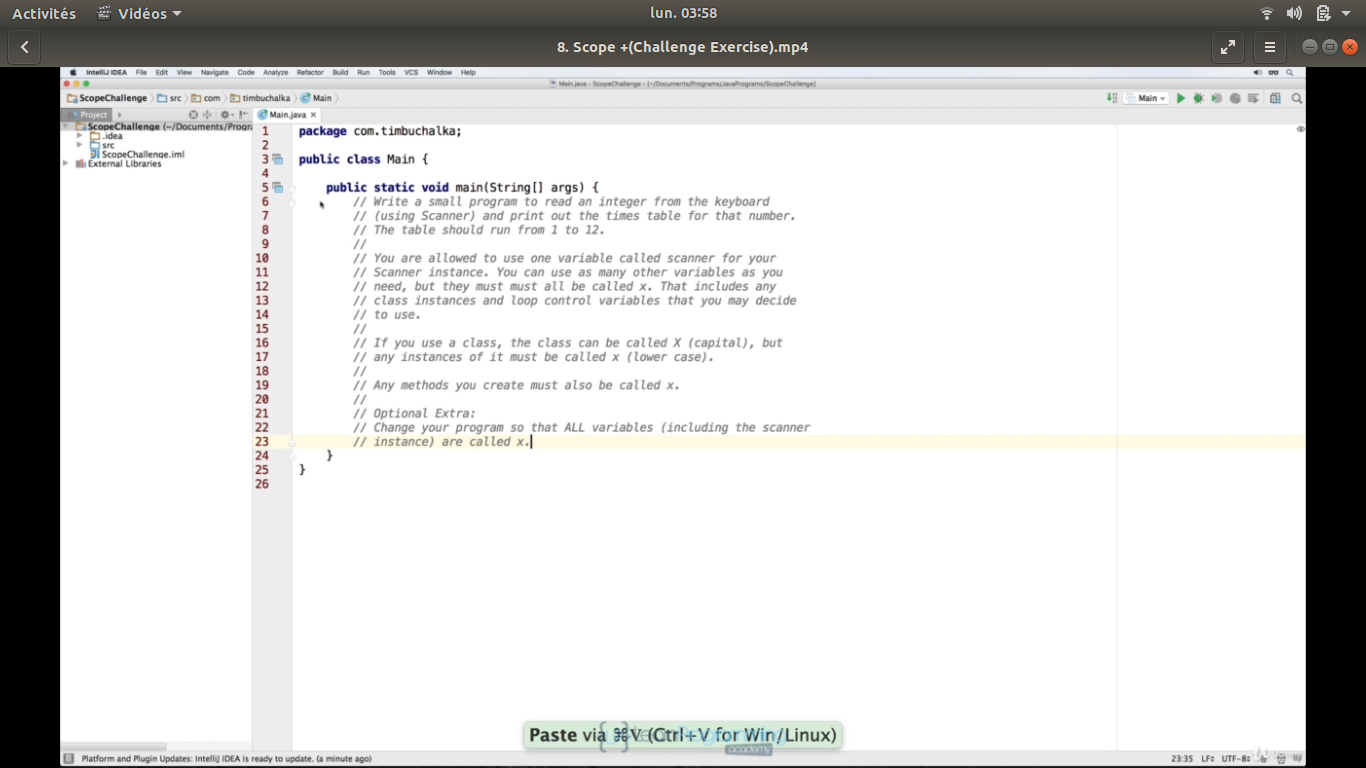 Activités Vidéos lun. 03:58
8. Scope +(Challenge Exercise).mp4
IntelliJ IDEA File Edit View Navigate Code Analyze Refactor Build Run Tools VCS Window Help
Main.java - ScopeChallenge - [~/Documents/Programs/JavaPrograms/ScopeChallenge]
ScopeChallenge src com timbuchalka Main Main
Project Main.java
ScopeChallenge (~/Documents/Progra
.idea
src
ScopeChallenge.iml
External Libraries
1 package com.timbuchalka;
2
3 public class Main {
4
5 public static void main(String[] args) {
6 // Write a small program to read an integer from the keyboard
7 // (using Scanner) and print out the times table for that number.
8 // The table should run from 1 to 12.
9 //
10 // You are allowed to use one variable called scanner for your
11 // Scanner instance. You can use as many other variables as you
12 // need, but they must must all be called x. That includes any
13 // class instances and loop control variables that you may decide
14 // to use.
15 //
16 // If you use a class, the class can be called X (capital), but
17 // any instances of it must be called x (lower case).
18 //
19 // Any methods you create must also be called x.
20 //
21 // Optional Extra:
22 // Change your program so that ALL variables (including the scanner
23 // instance) are called x.
24 }
25 }
26
Paste via ⌘V (Ctrl+V for Win/Linux)
academy
Platform and Plugin Updates: IntelliJ IDEA is ready to update. (a minute ago) 23:35 LF÷ UTF-8÷